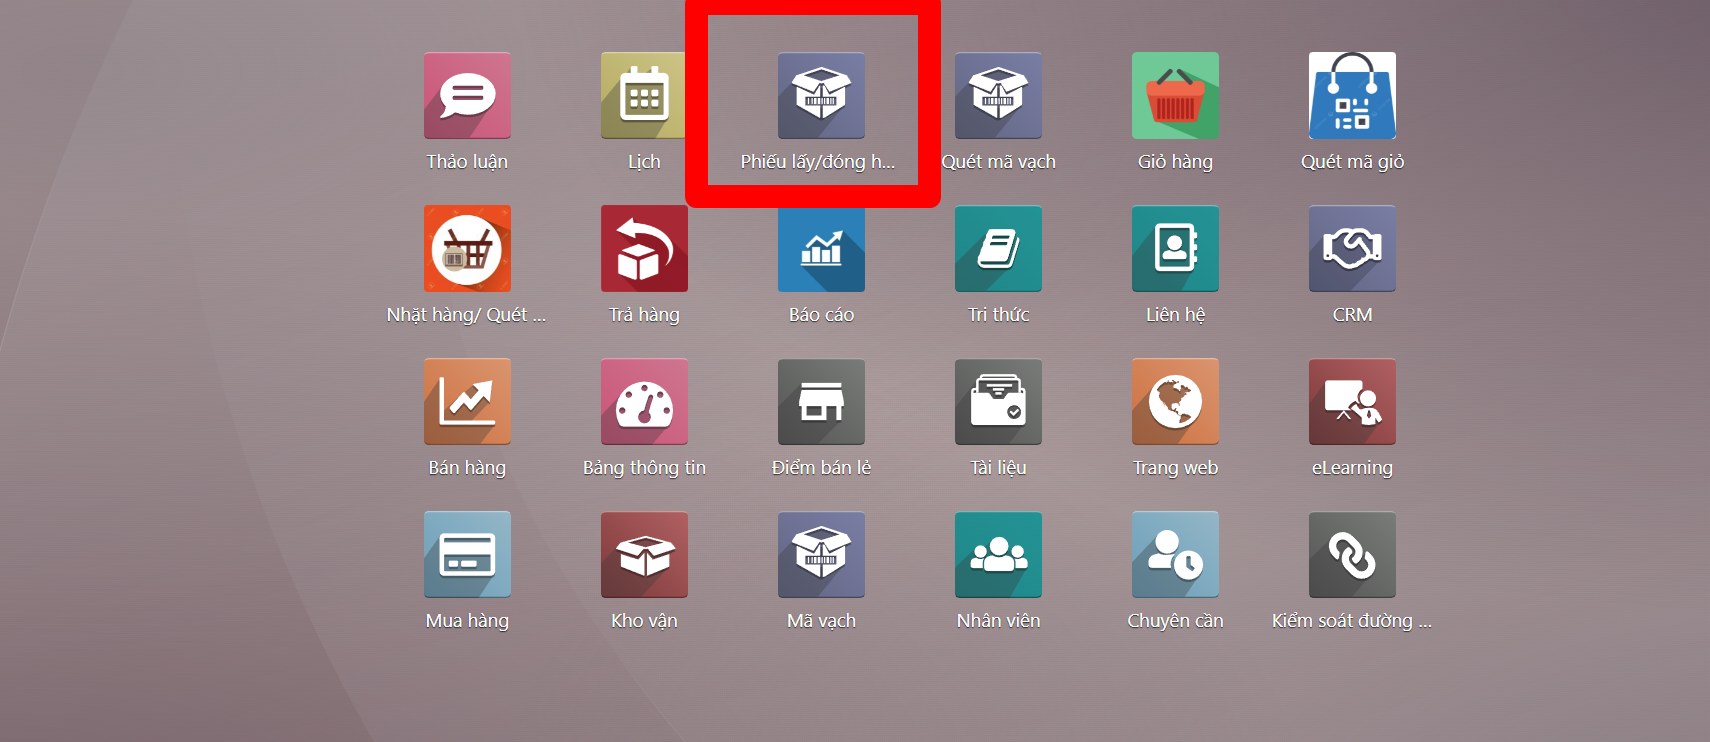 Thảo luận
Lịch
Phiếu lấy/đóng h...
Quét mã vạch
Giỏ hàng
Quét mã giỏ
Nhặt hàng/ Quét ...
Trả hàng
Báo cáo
Tri thức
Liên hệ
CRM
Bán hàng
Bảng thông tin
Điểm bán lẻ
Tài liệu
Trang web
eLearning
Mua hàng
Kho vận
Mã vạch
Nhân viên
Chuyên cần
Kiểm soát đường ...